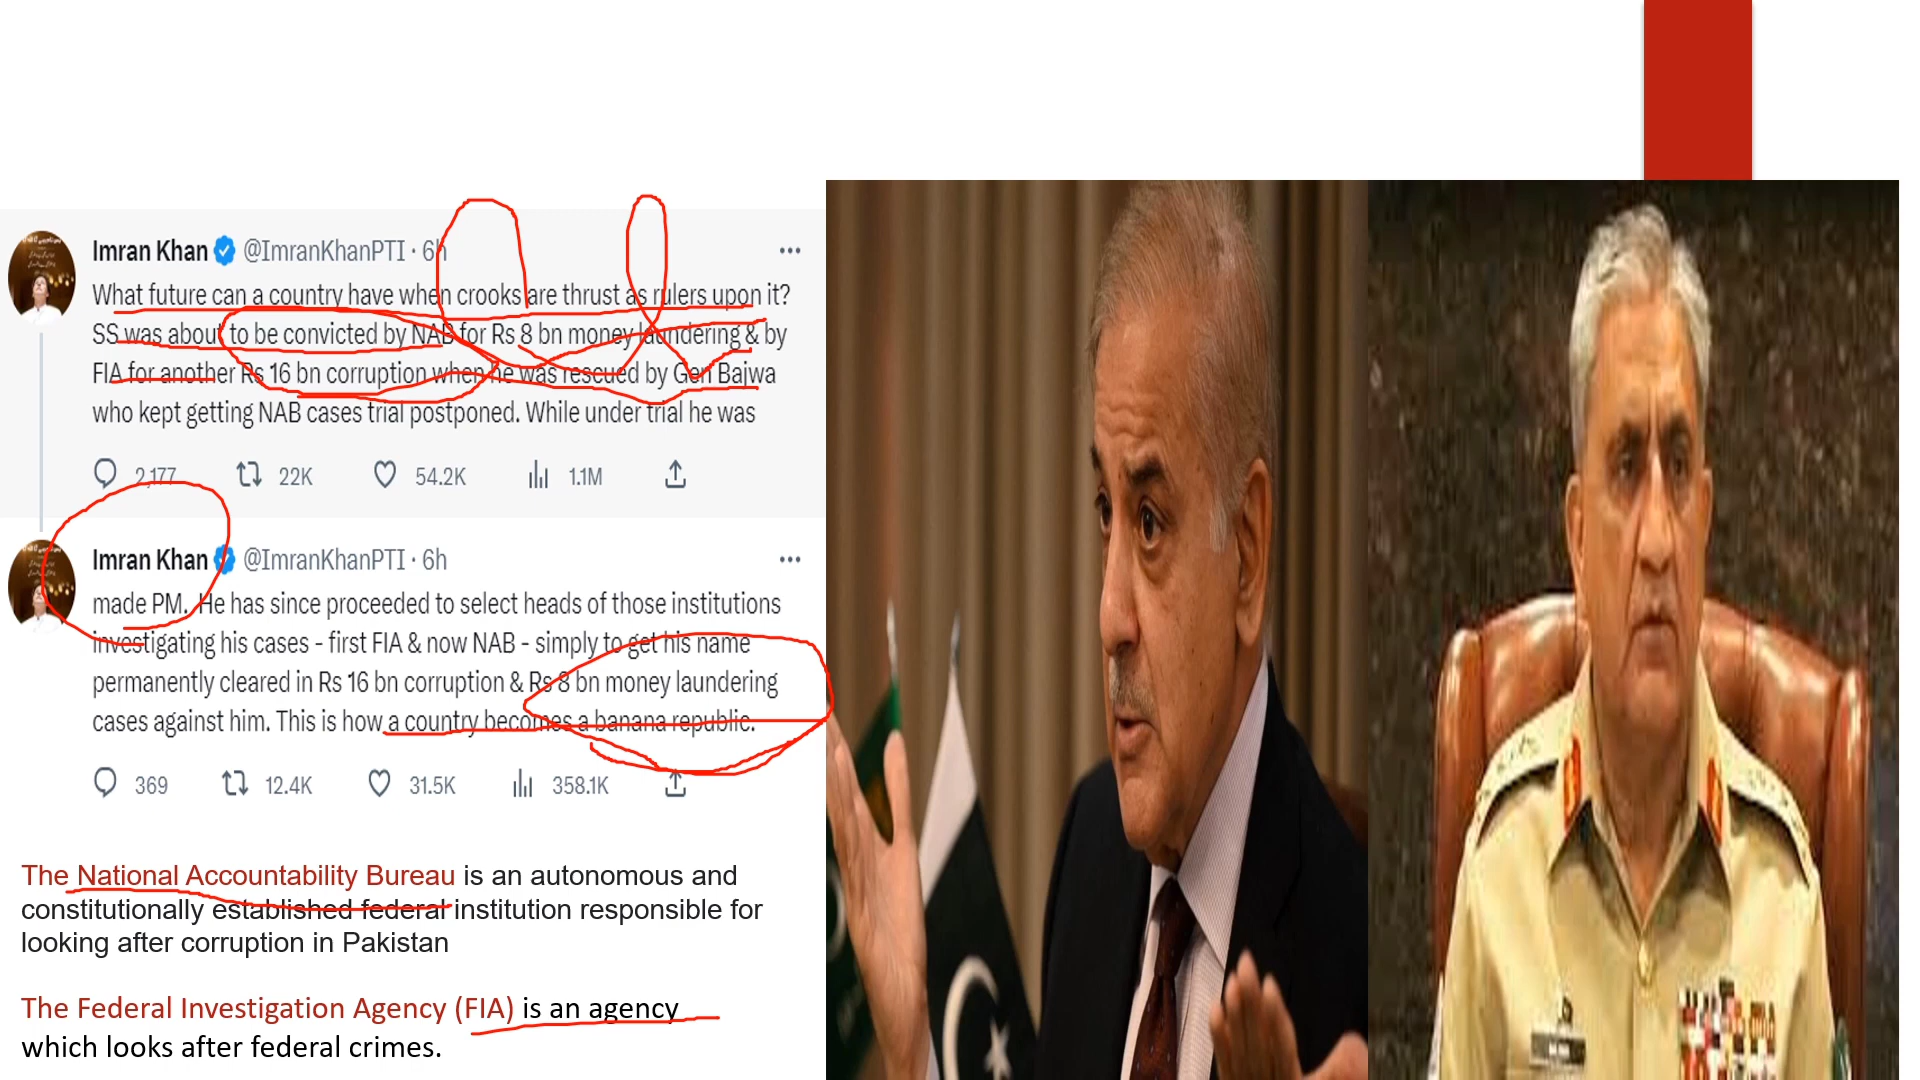 Imran Khan @ImranKhanPTI · 6h
What future can a country have when crooks are thrust as rulers upon it?
SS was about to be convicted by NAB for Rs 8 bn money laundering & by
FIA for another Rs 16 bn corruption when he was rescued by Gen Bajwa
who kept getting NAB cases trial postponed. While under trial he was
2,177 22K 54.2K 1.1M
Imran Khan @ImranKhanPTI · 6h
made PM. He has since proceeded to select heads of those institutions
investigating his cases - first FIA & now NAB - simply to get his name
permanently cleared in Rs 16 bn corruption & Rs 8 bn money laundering
cases against him. This is how a country becomes a banana republic.
369 12.4K 31.5K 358.1K
The National Accountability Bureau is an autonomous and
constitutionally established federal institution responsible for
looking after corruption in Pakistan
The Federal Investigation Agency (FIA) is an agency
which looks after federal crimes.